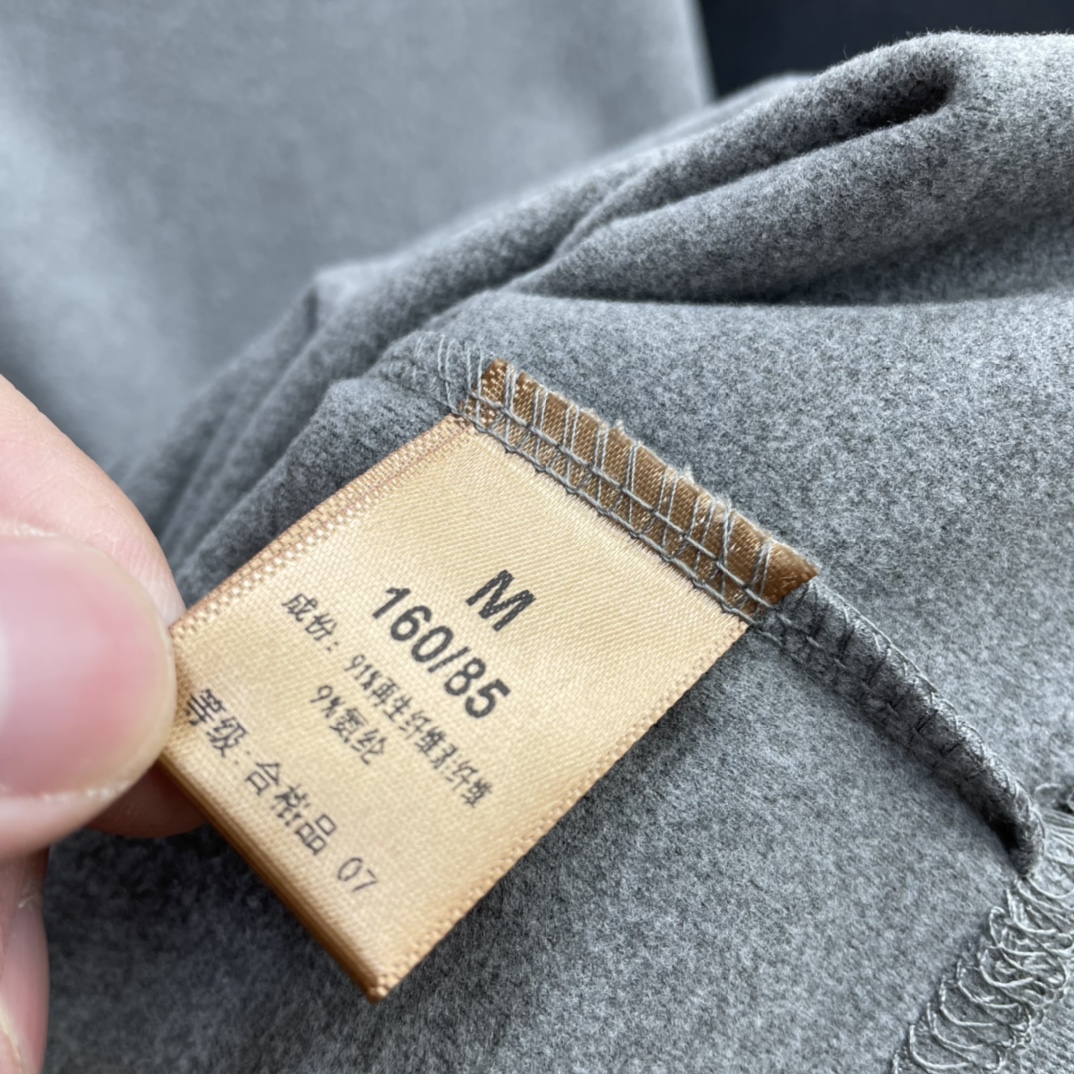 M
160/85
成份: 91%再生纤维素纤维
9%氨纶
等级: 合格品 07